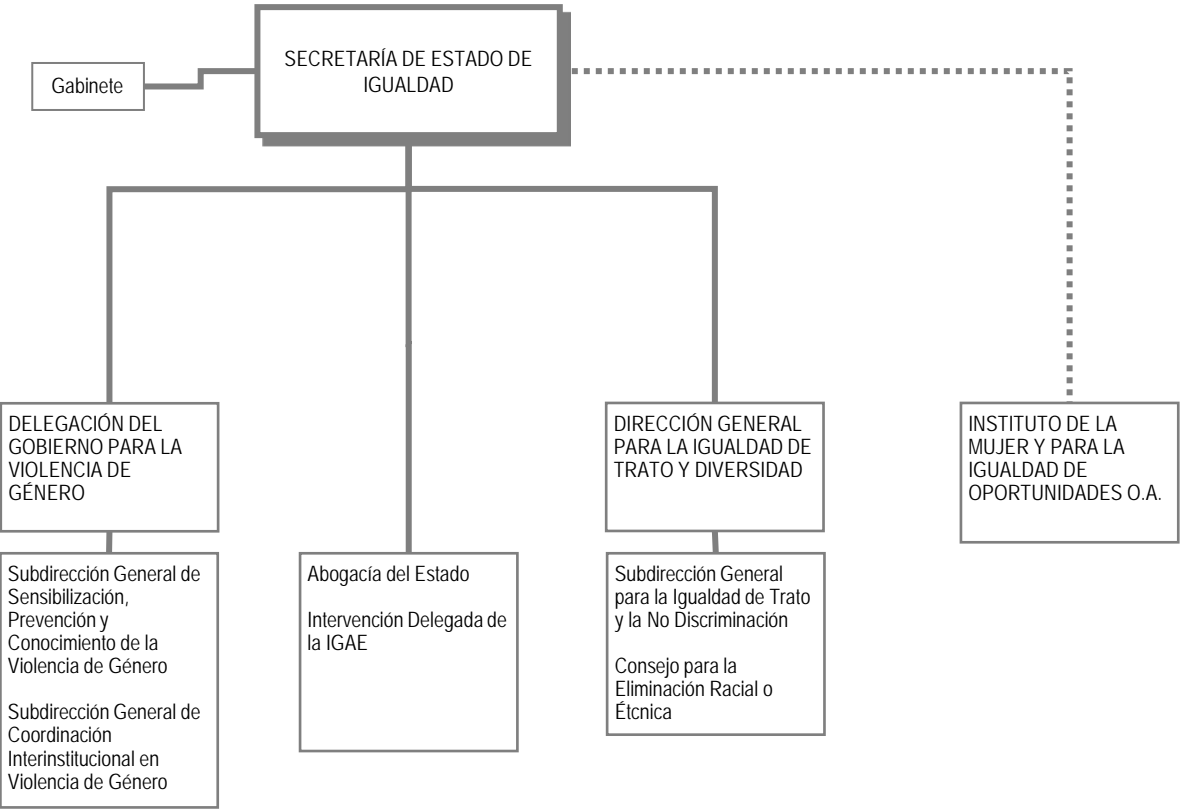 SECRETARÍA DE ESTADO DE
IGUALDAD
Gabinete
DELEGACIÓN DEL
GOBIERNO PARA LA
VIOLENCIA DE
GÉNERO
DIRECCIÓN GENERAL
PARA LA IGUALDAD DE
TRATO Y DIVERSIDAD
INSTITUTO DE LA
MUJER Y PARA LA
IGUALDAD DE
OPORTUNIDADES O.A.
Subdirección General de
Sensibilización,
Prevención y
Conocimiento de la
Violencia de Género
Subdirección General de
Coordinación
Interinstitucional en
Violencia de Género
Abogacía del Estado
Intervención Delegada de
la IGAE
Subdirección General
para la Igualdad de Trato
y la No Discriminación
Consejo para la
Eliminación Racial o
Étcnica